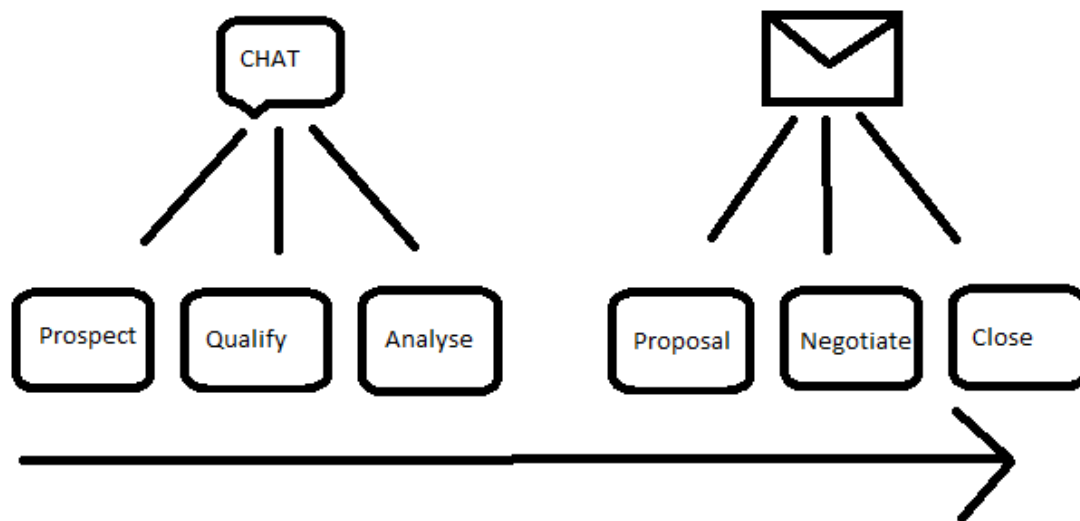 CHAT
Prospect
Qualify
Analyse
Proposal
Negotiate
Close